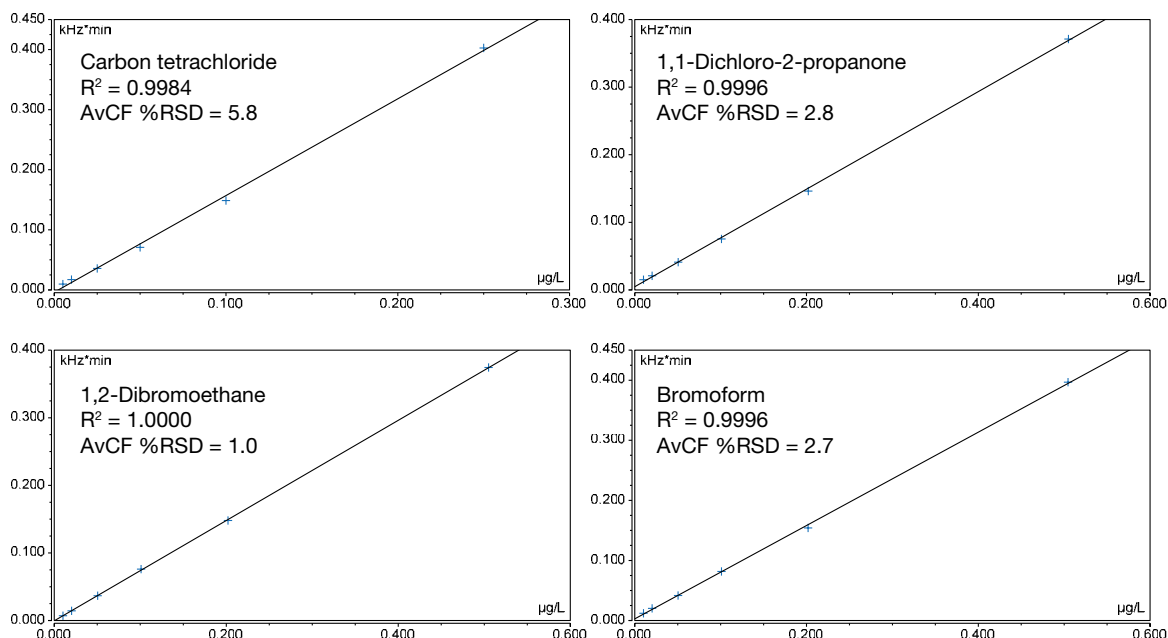 0.450
kHz*min
0.400
Carbon tetrachloride
R² = 0.9984
AvCF %RSD = 5.8
0.300
0.200
0.100
0.000
µg/L
0.000 0.100 0.200 0.300
0.400
kHz*min
1,1-Dichloro-2-propanone
R² = 0.9996
AvCF %RSD = 2.8
0.300
0.200
0.100
0.000
µg/L
0.000 0.200 0.400 0.600
0.400
kHz*min
1,2-Dibromoethane
R² = 1.0000
AvCF %RSD = 1.0
0.300
0.200
0.100
0.000
µg/L
0.000 0.200 0.400 0.600
0.450
kHz*min
0.400
Bromoform
R² = 0.9996
AvCF %RSD = 2.7
0.300
0.200
0.100
0.000
µg/L
0.000 0.200 0.400 0.600